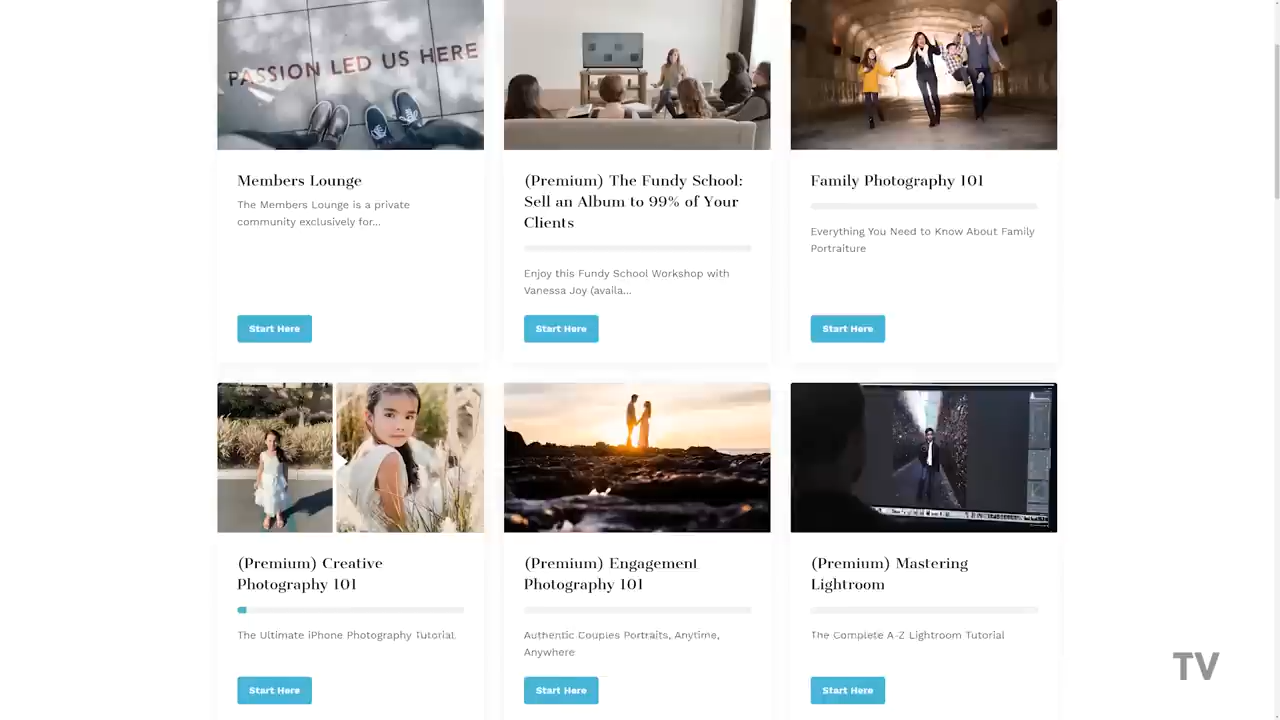 PASSION LED US HERE
Members Lounge
The Members Lounge is a private
community exclusively for...
Start Here
(Premium) The Fundy School:
Sell an Album to 99% of Your
Clients
Enjoy this Fundy School Workshop with
Vanessa Joy (availa...
Start Here
Family Photography 101
Everything You Need to Know About Family
Portraiture
Start Here
(Premium) Creative
Photography 101
The Ultimate iPhone Photography Tutorial
Start Here
(Premium) Engagement
Photography 101
Authentic Couples Portraits, Anytime,
Anywhere
Start Here
(Premium) Mastering
Lightroom
The Complete A-Z Lightroom Tutorial
Start Here
TV